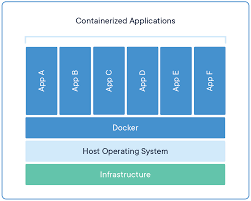 Containerized Applications
App A
App B
App C
App D
App E
App F
Docker
Host Operating System
Infrastructure